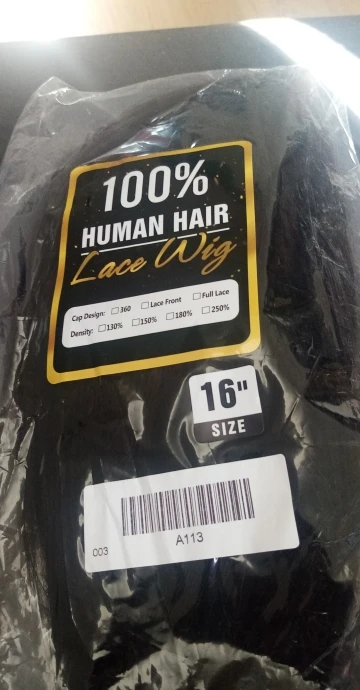 100%
HUMAN HAIR
Lace Wig
Cap Design: ☐360 ☐Lace Front ☐Full Lace
Density: ☐130% ☐150% ☐180% ☐250%
16"
SIZE
003 A113